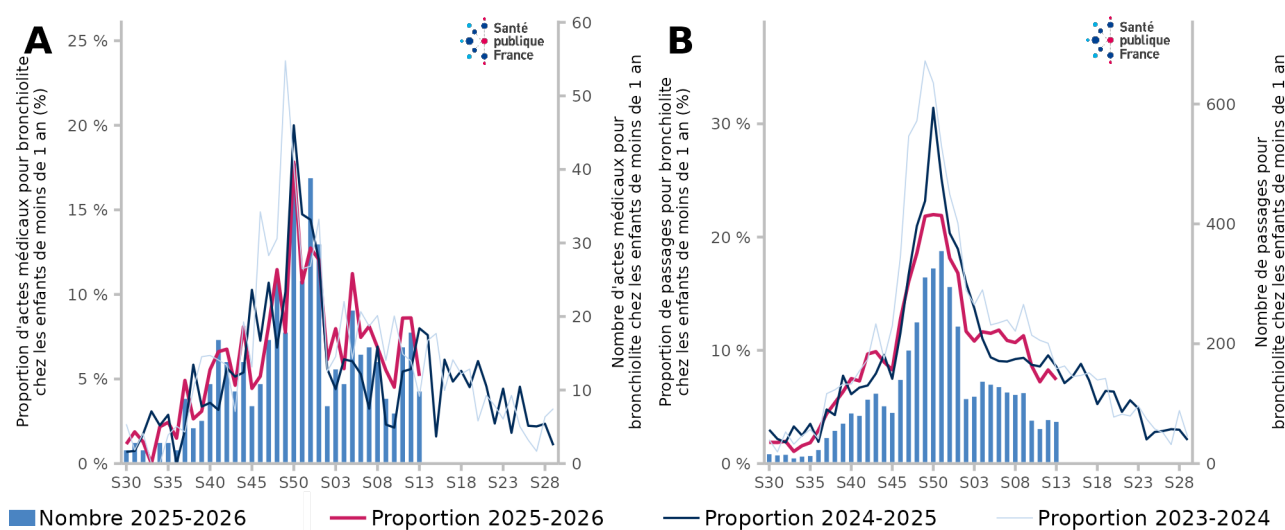 A
Proportion d'actes médicaux pour bronchiolite
chez les enfants de moins de 1 an (%)
25 %
20 %
15 %
10 %
5 %
0 %
S30
S35
S40
S45
S50
S03
S08
S13
S18
S23
S28
60
50
40
30
20
10
0
Nombre d'actes médicaux pour
bronchiolite chez les enfants de moins de 1 an
Santé
publique
France
B
Proportion de passages pour bronchiolite
chez les enfants de moins de 1 an (%)
30 %
20 %
10 %
0 %
S30
S35
S40
S45
S50
S03
S08
S13
S18
S23
S28
600
400
200
0
Nombre de passages pour
bronchiolite chez les enfants de moins de 1 an
Santé
publique
France
Nombre 2025-2026
Proportion 2025-2026
Proportion 2024-2025
Proportion 2023-2024